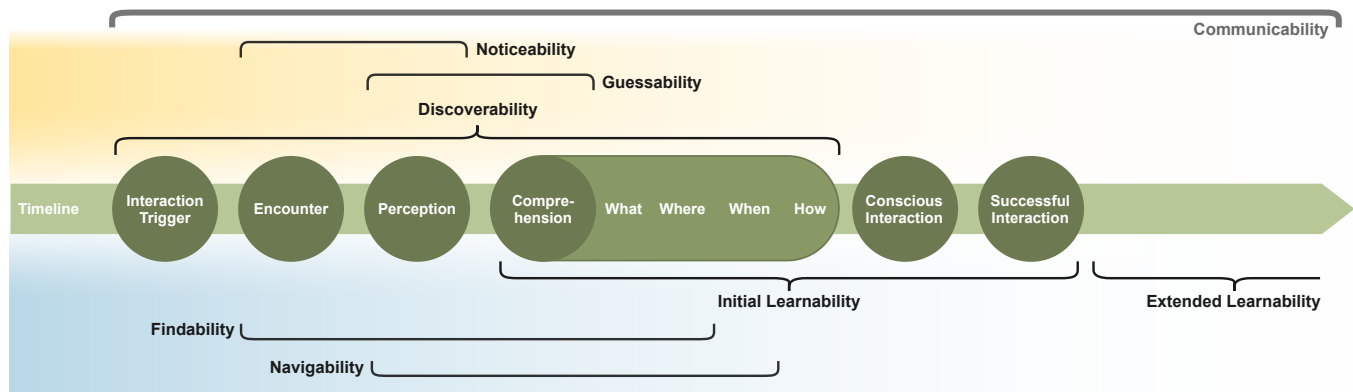 Communicability
Noticeability
Guessability
Discoverability
Timeline
Interaction
Trigger
Encounter
Perception
Compre-
hension
What
Where
When
How
Conscious
Interaction
Successful
Interaction
Initial Learnability
Extended Learnability
Findability
Navigability